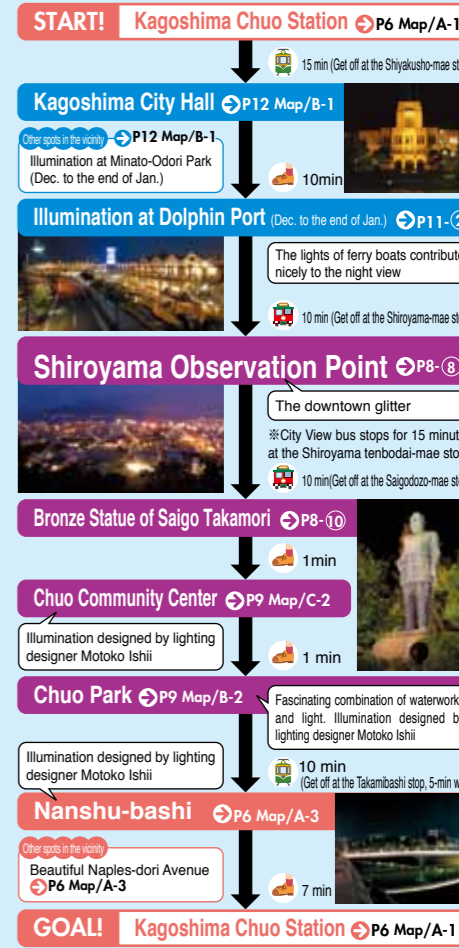 START! Kagoshima Chuo Station P6 Map/A-1
15 min (Get off at the Shiyakusho-mae
Kagoshima City Hall P12 Map/B-1
Other spots in the vicinity P12 Map/B-1
Illumination at Minato-Odori Park
(Dec. to the end of Jan.)
10min
Illumination at Dolphin Port (Dec. to the end of Jan.) P11-
The lights of ferry boats contribute
nicely to the night view
10 min (Get off at the Shiroyama-mae
Shiroyama Observation Point P8-⑧
The downtown glitter
※City View bus stops for 15
at the Shiroyama tenbodai-mae
10 min(Get off at the Saigodozo-mae
Bronze Statue of Saigo Takamori P8-⑩
1min
Chuo Community Center P9 Map/C-2
Illumination designed by lighting
designer Motoko Ishii
1 min
Chuo Park P9 Map/B-2
Fascinating combination of
and light. Illumination designed
lighting designer Motoko Ishii
Illumination designed by lighting
designer Motoko Ishii
10 min
(Get off at the Takamibashi stop, 5-min
Nanshu-bashi P6 Map/A-3
Other spots in the vicinity
Beautiful Naples-dori Avenue
P6 Map/A-3
7 min
GOAL! Kagoshima Chuo Station P6 Map/A-1